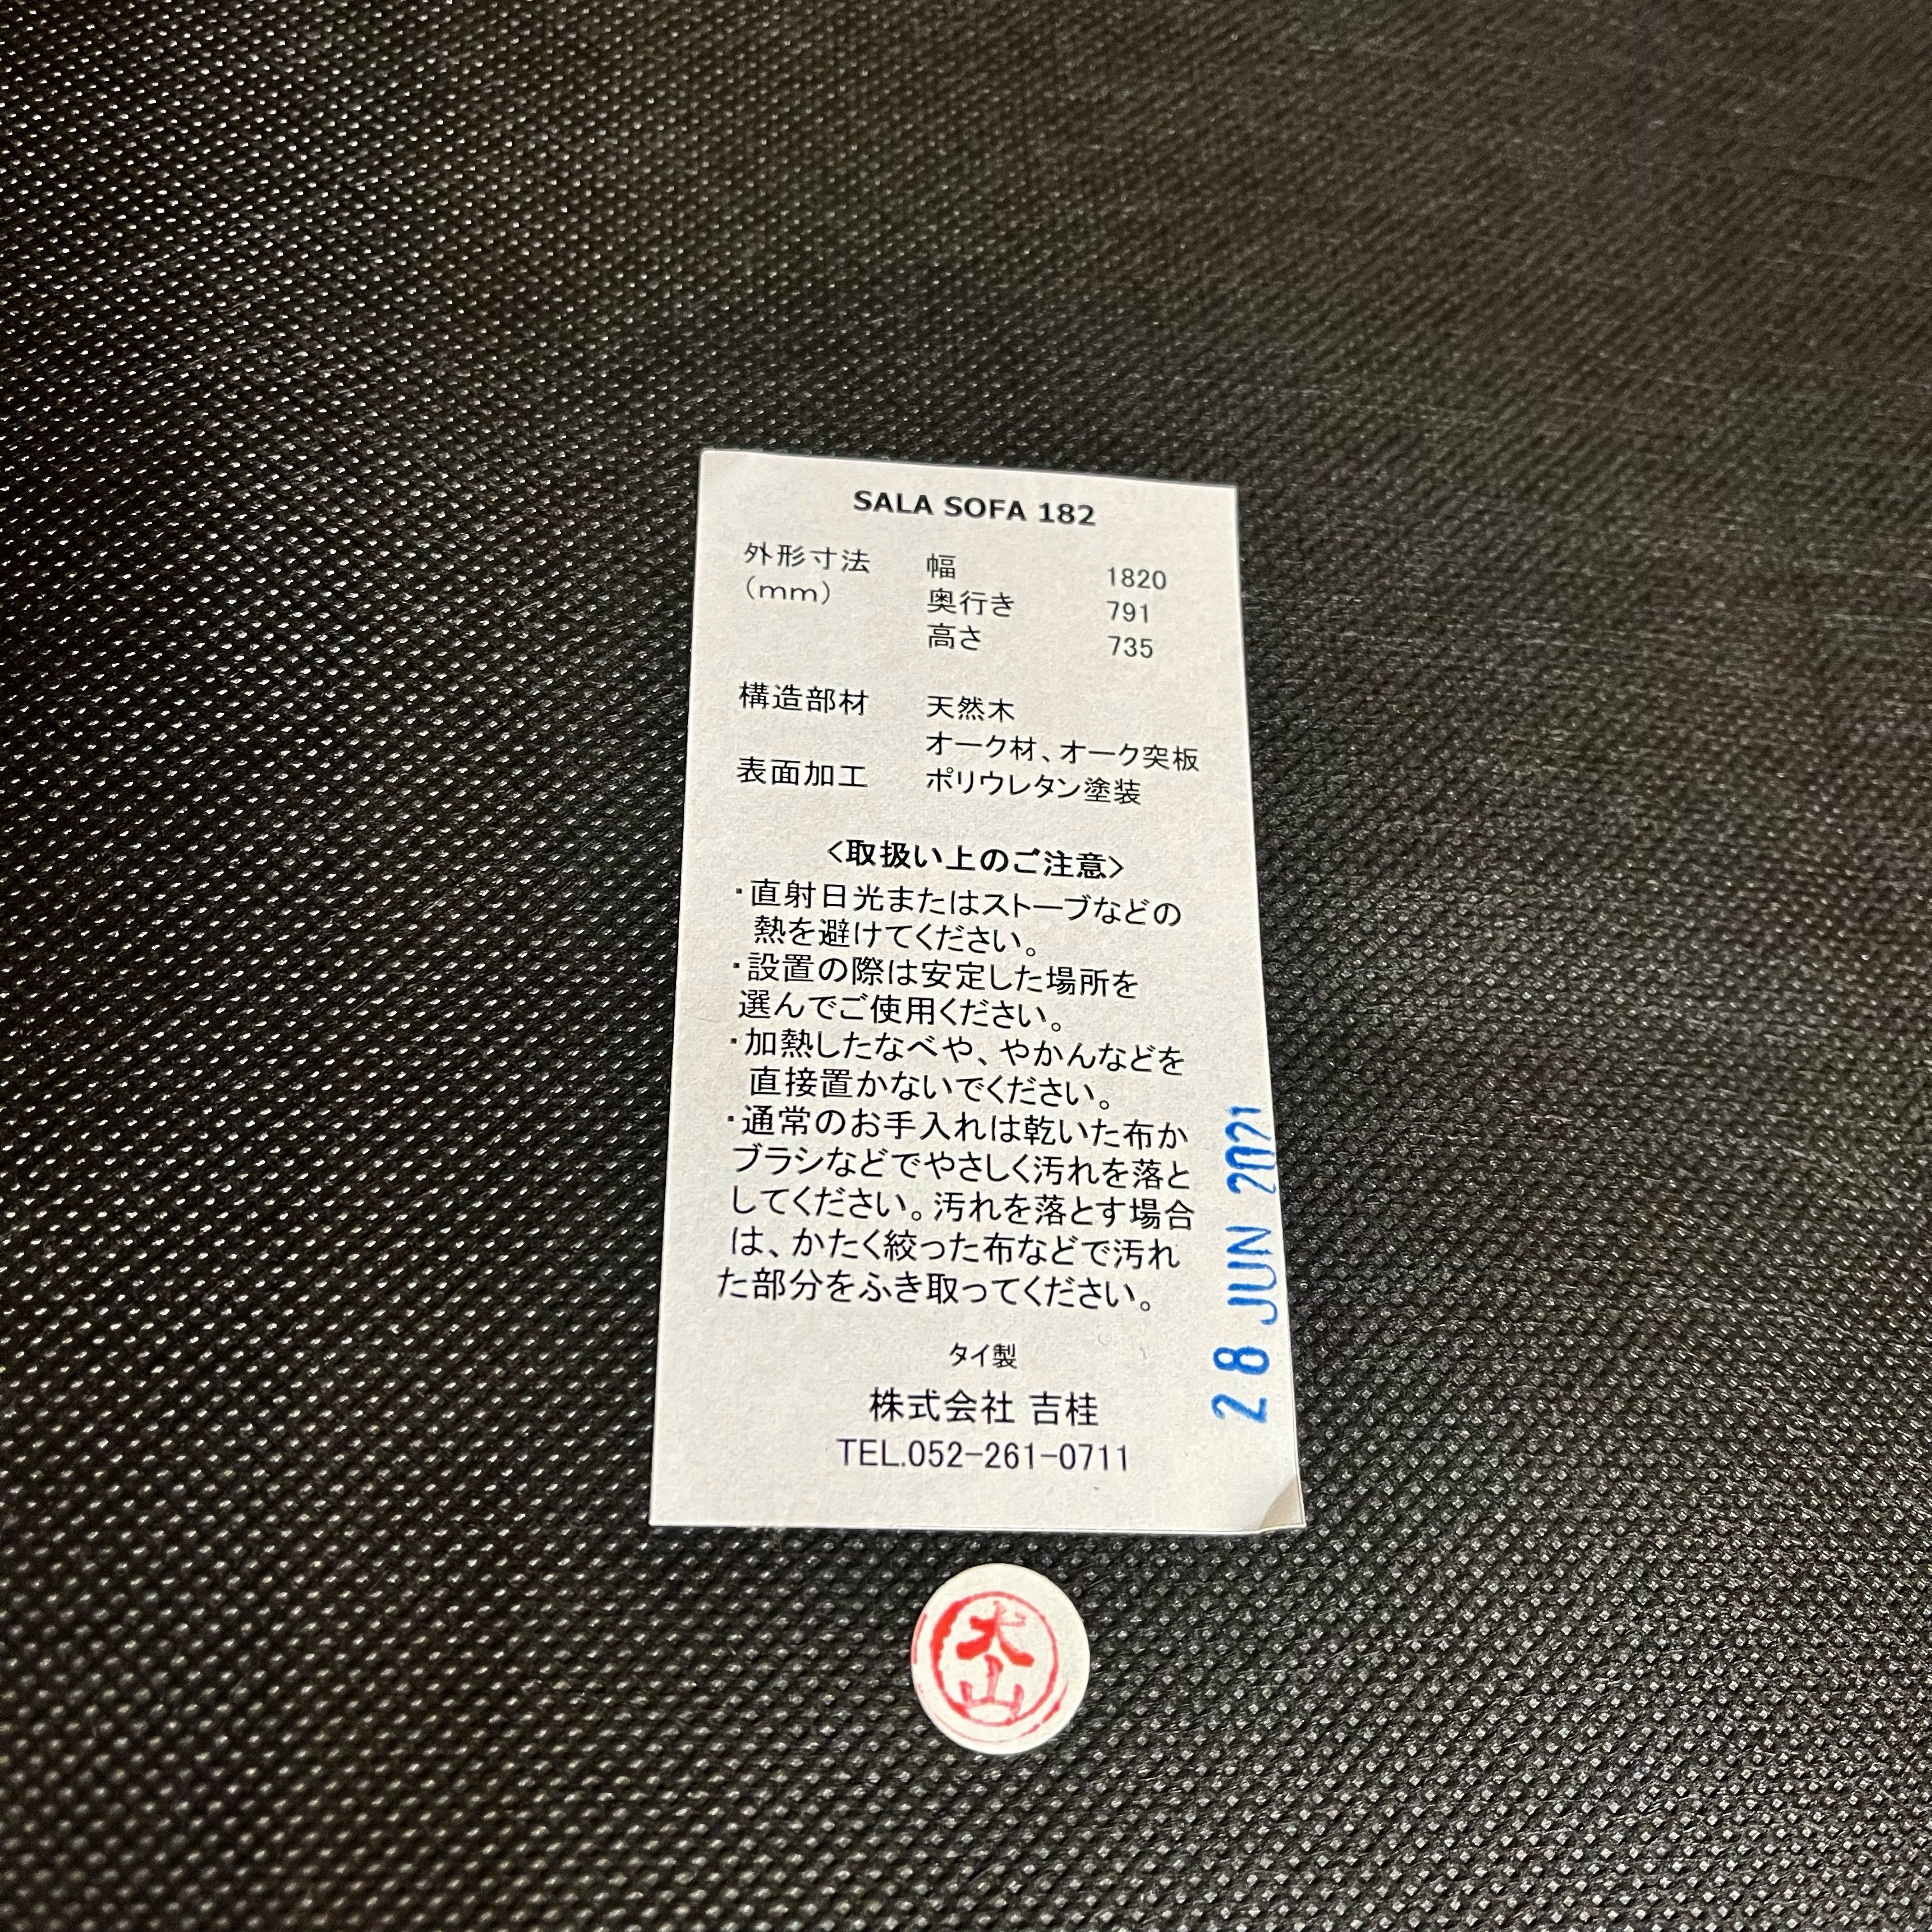 SALA SOFA 182
外形寸法 幅 1820
(mm) 奥行き 791
高さ 735
構造部材 天然木
オーク材、オーク突板
表面加工 ポリウレタン塗装
<取扱い上のご注意>
・直射日光またはストーブなどの
熱を避けてください。
・設置の際は安定した場所を
選んでご使用ください。
・加熱したなべや、やかんなどを
直接置かないでください。
・通常のお手入れは乾いた布か
ブラシなどでやさしく汚れを落と
してください。汚れを落とす場合
は、かたく絞った布などで汚れ
た部分をふき取ってください。
タイ製
株式会社 吉桂
TEL.052-261-0711
28 JUN 2021
犬山